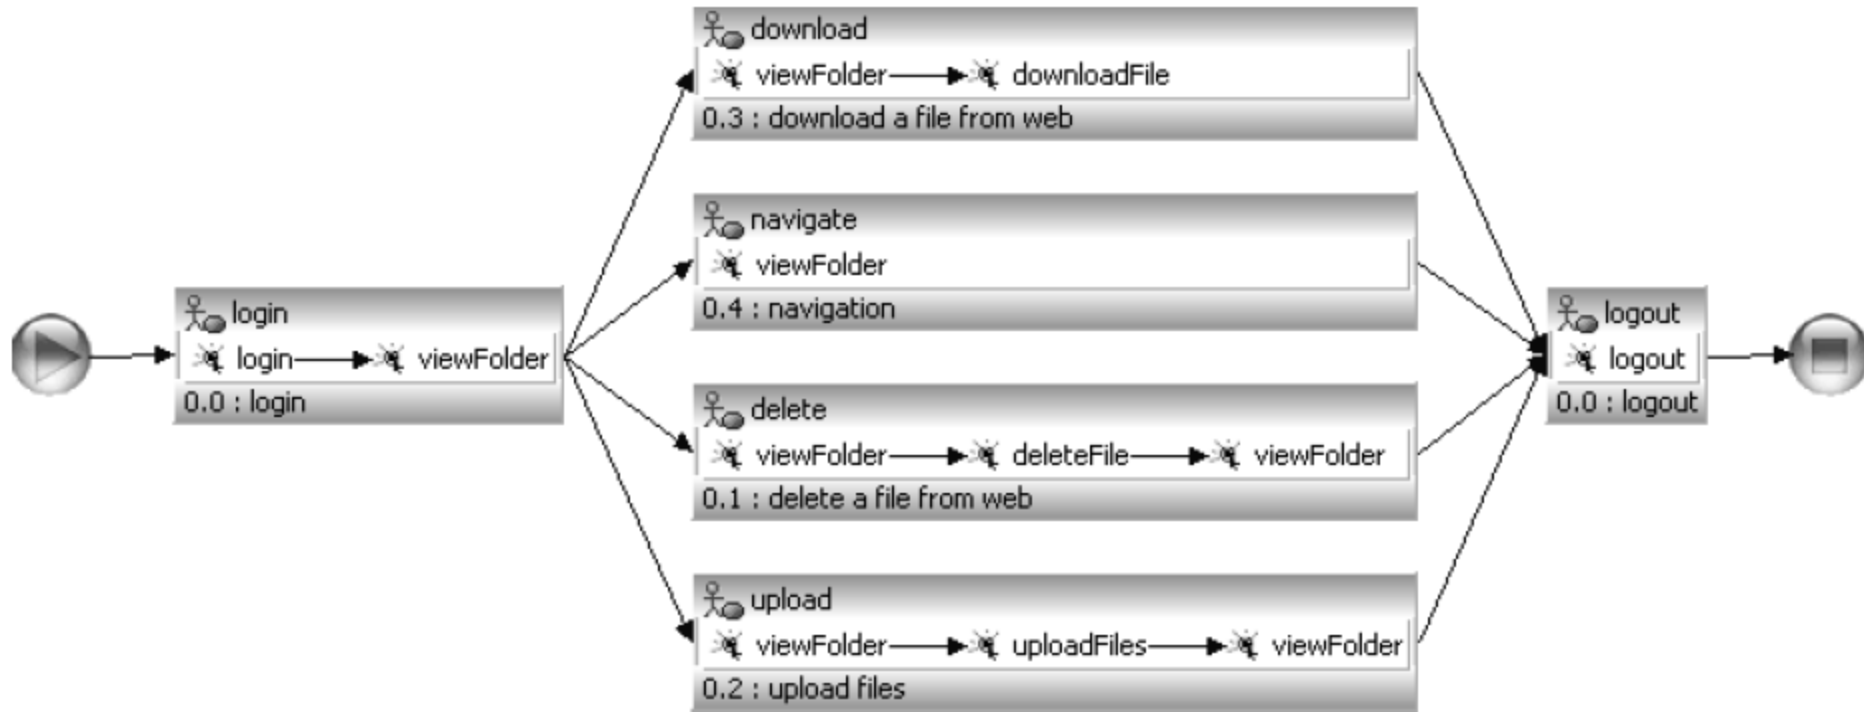 download
viewFolder downloadFile
0.3 : download a file from web
navigate
viewFolder
0.4 : navigation
login
login viewFolder
0.0 : login
delete
viewFolder deleteFile viewFolder
0.1 : delete a file from web
upload
viewFolder uploadFiles viewFolder
0.2 : upload files
logout
logout
0.0 : logout